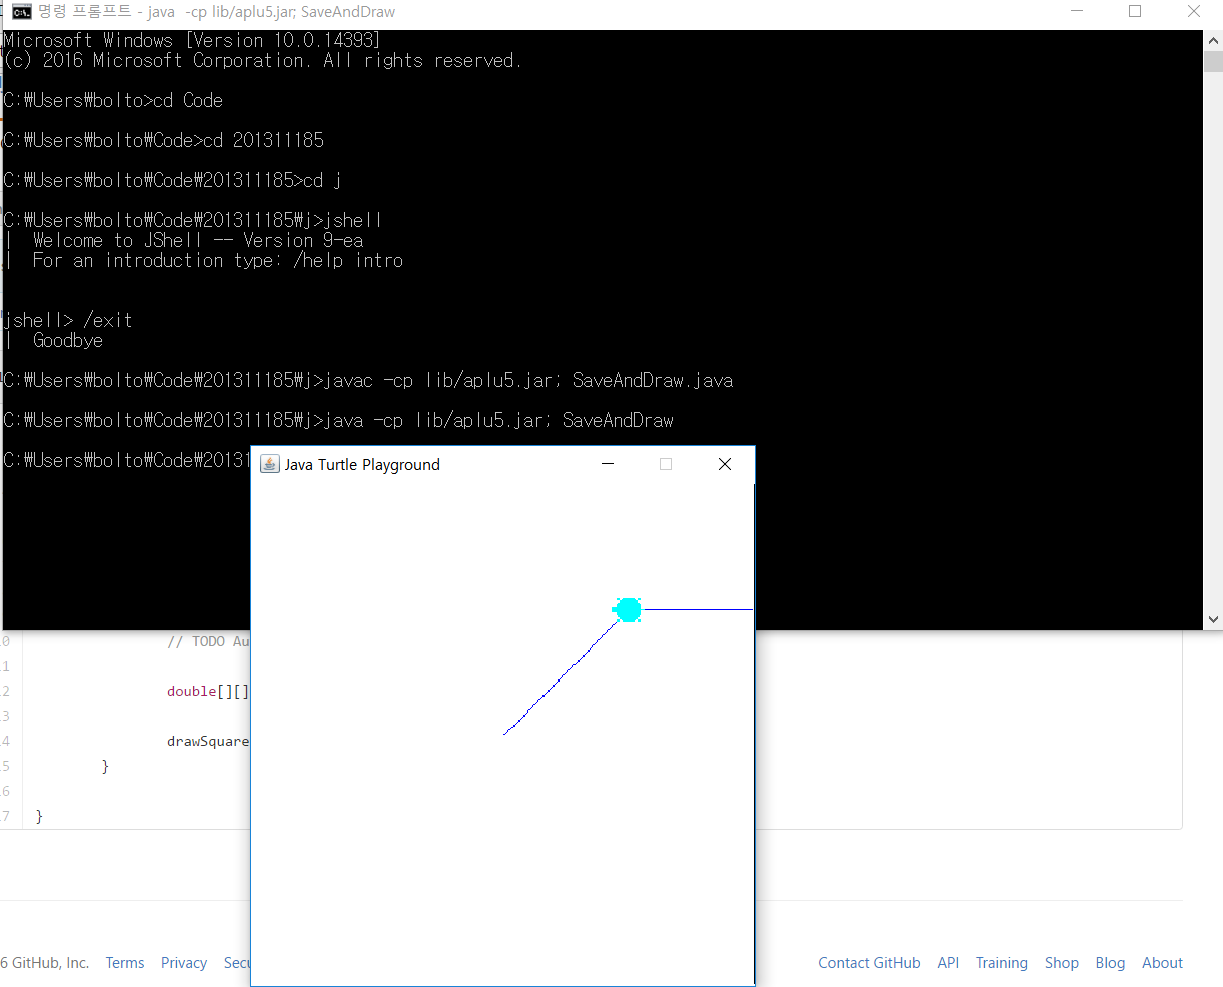 명령 프롬프트 - java  -cp lib/aplu5.jar; SaveAndDraw
Microsoft Windows [Version 10.0.14393]
(c) 2016 Microsoft Corporation. All rights reserved.
C:₩Users₩bolto>cd Code
C:₩Users₩bolto₩Code>cd 201311185
C:₩Users₩bolto₩Code₩201311185>cd j
C:₩Users₩bolto₩Code₩201311185₩j>jshell
|  Welcome to JShell -- Version 9-ea
|  For an introduction type: /help intro
jshell> /exit
|  Goodbye
C:₩Users₩bolto₩Code₩201311185₩j>javac -cp lib/aplu5.jar; SaveAndDraw.java
C:₩Users₩bolto₩Code₩201311185₩j>java -cp lib/aplu5.jar; SaveAndDraw
C:₩Users₩bolto₩Code₩20131
Java Turtle Playground
0 // TODO Au
1
2 double[][]
3
4 drawSquare
5 }
6
7 }
6 GitHub, Inc. Terms Privacy Secu
Contact GitHub API Training Shop Blog About